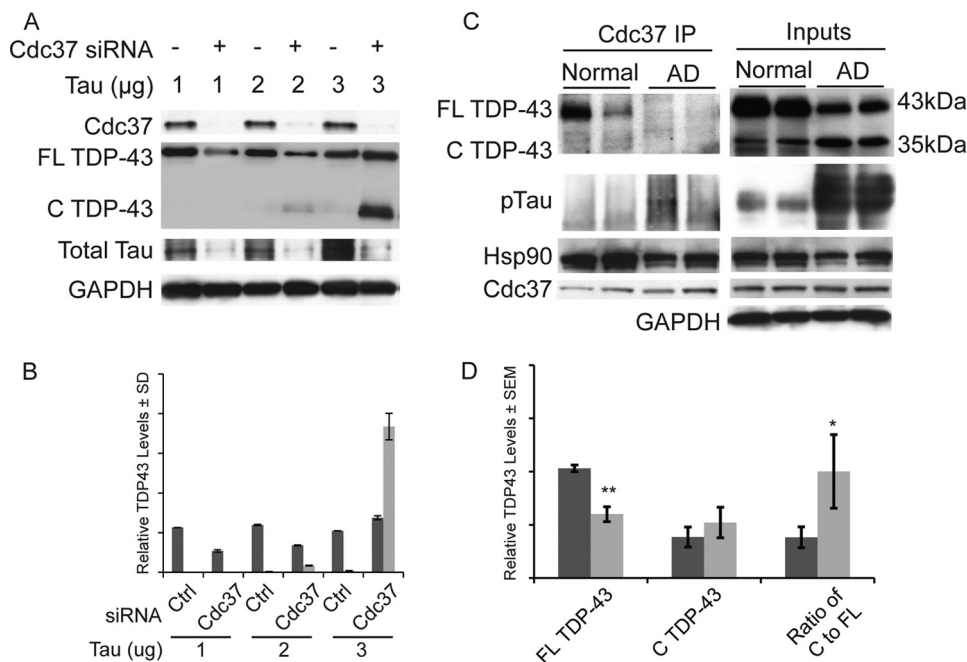 A
Cdc37 siRNA - + - + - +
Tau (µg) 1 1 2 2 3 3
Cdc37
FL TDP-43
C TDP-43
Total Tau
GAPDH
B
Relative TDP43 Levels ± SD
siRNA Ctrl Cdc37 Ctrl Cdc37 Ctrl Cdc37
Tau (ug) 1 2 3
C
Cdc37 IP Inputs
Normal AD Normal AD
FL TDP-43 43kDa
C TDP-43 35kDa
pTau
Hsp90
Cdc37
GAPDH
D
Relative TDP43 Levels ± SEM
** *
FL TDP-43
C TDP-43
Ratio of
C to FL